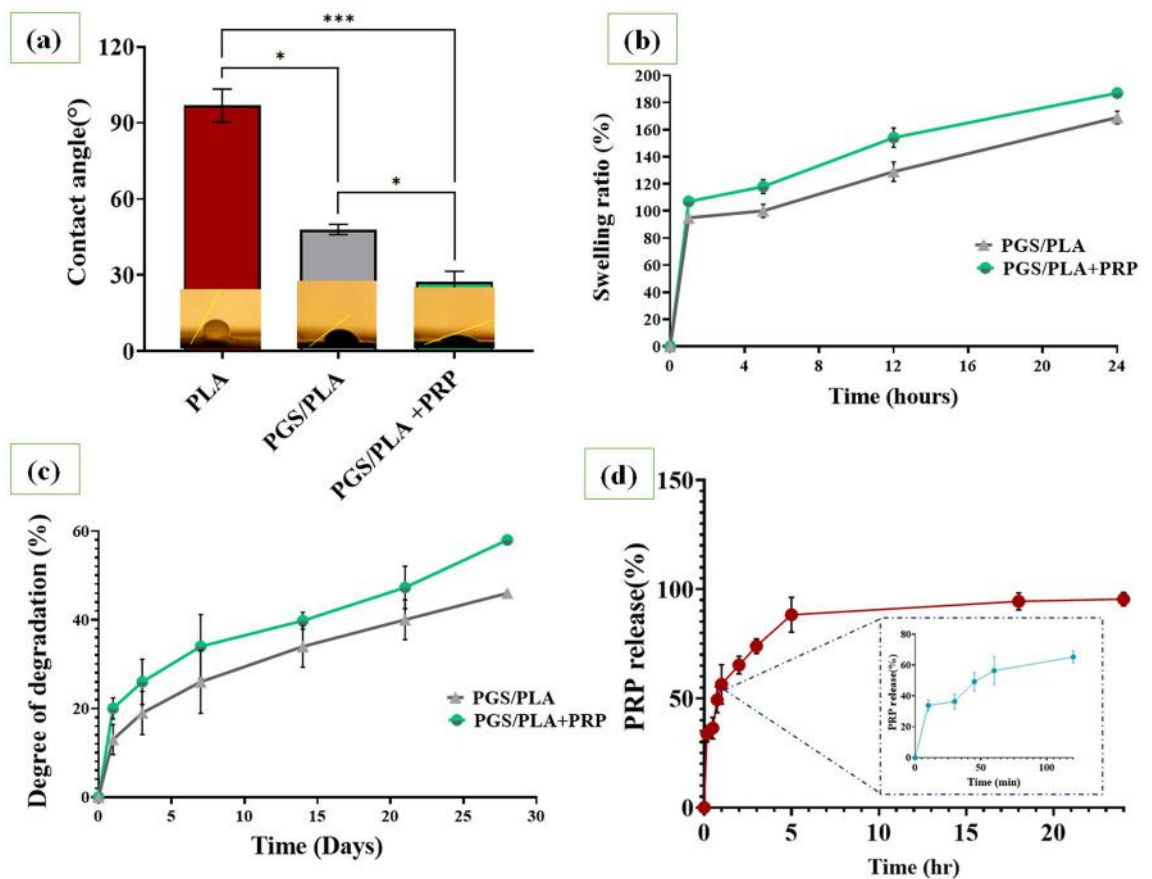 (a)
***
*
*
120
90
60
30
0
Contact angle(°)
PLA
PGS/PLA
PGS/PLA +PRP
(b)
200
180
160
140
120
100
80
60
40
20
0
Swelling ratio (%)
PGS/PLA
PGS/PLA+PRP
0 4 8 12 16 20 24
Time (hours)
(c)
60
40
20
0
Degree of degradation (%)
PGS/PLA
PGS/PLA+PRP
0 5 10 15 20 25 30
Time (Days)
(d)
150
100
50
0
PRP release(%)
80
60
40
20
0
PRP release(%)
0 50 100
Time (min)
0 5 10 15 20
Time (hr)